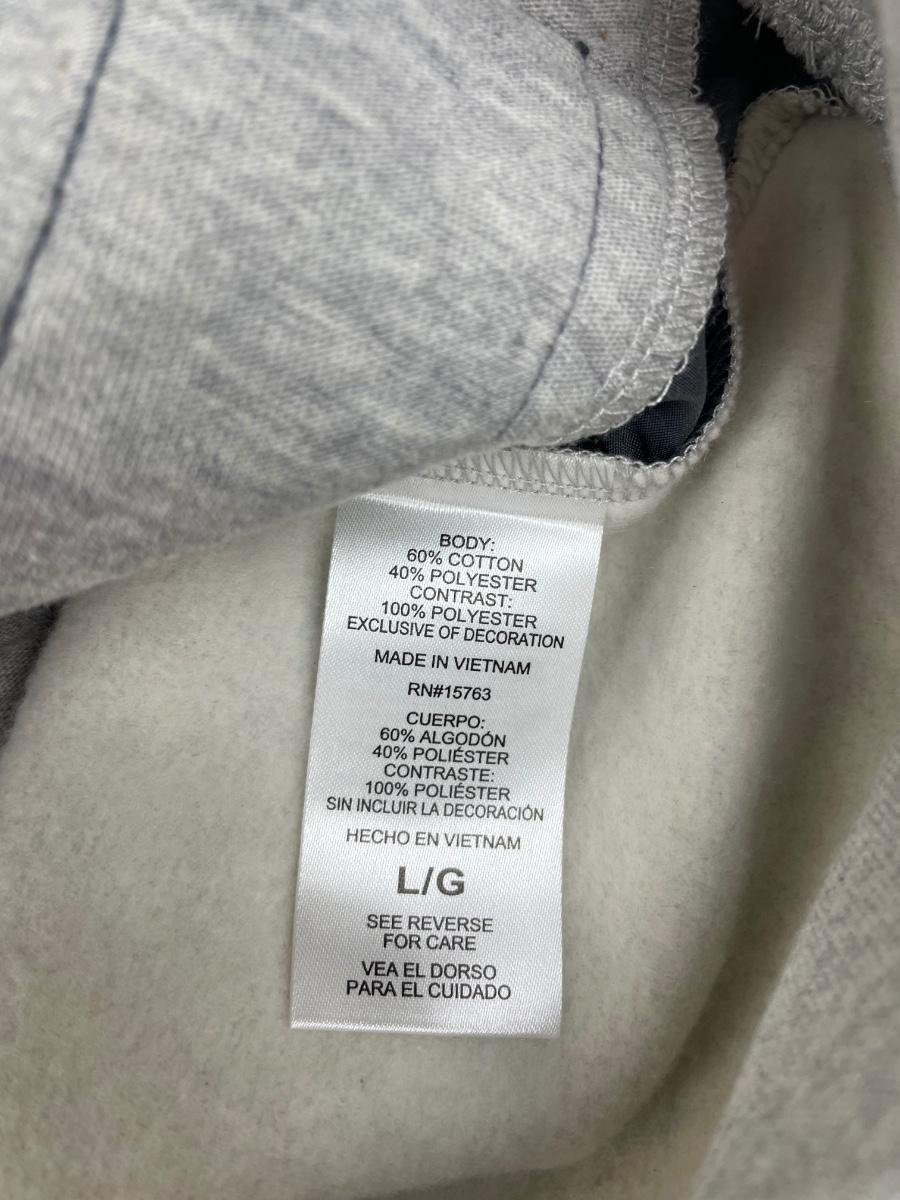 BODY:
60% COTTON
40% POLYESTER
CONTRAST:
100% POLYESTER
EXCLUSIVE OF DECORATION
MADE IN VIETNAM
RN#15763
CUERPO:
60% ALGODÓN
40% POLIÉSTER
CONTRASTE:
100% POLIÉSTER
SIN INCLUIR LA DECORACIÓN
HECHO EN VIETNAM
L/G
SEE REVERSE
FOR CARE
VEA EL DORSO
PARA EL CUIDADO